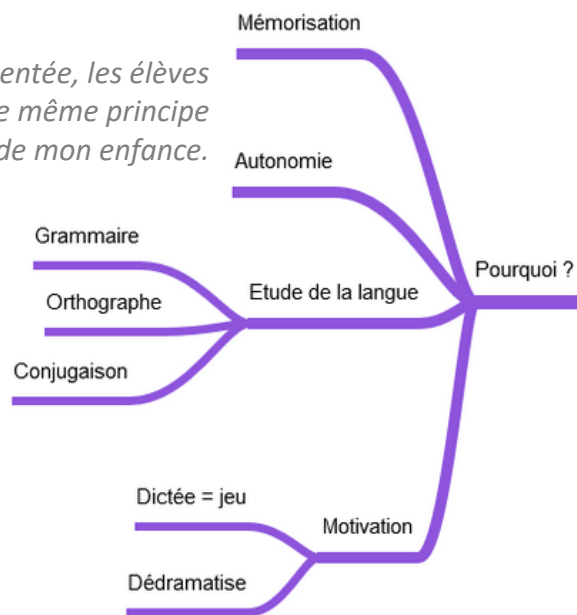 Mémorisation
entée, les élèves
e même principe
de mon enfance.
Autonomie
Grammaire
Pourquoi ?
Etude de la langue
Orthographe
Conjugaison
Dictée = jeu
Motivation
Dédramatise